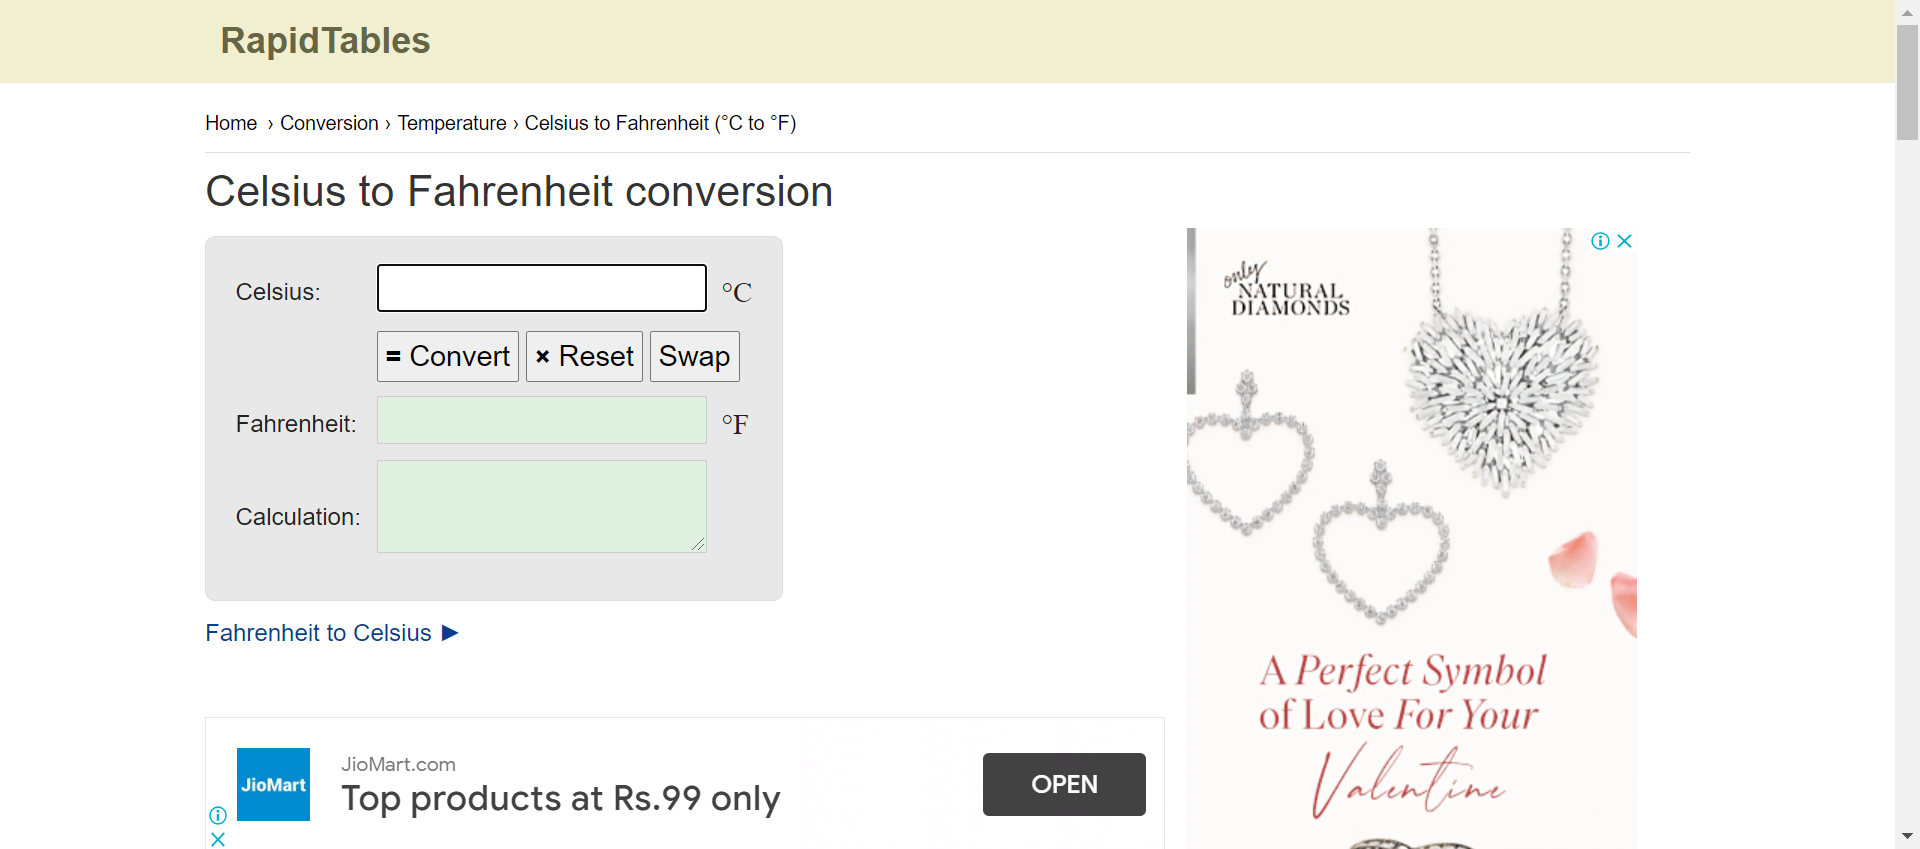 RapidTables
Home › Conversion › Temperature › Celsius to Fahrenheit (°C to °F)
Celsius to Fahrenheit conversion
Celsius: °C
= Convert × Reset Swap
Fahrenheit: °F
Calculation:
Fahrenheit to Celsius ►
JioMart
JioMart.com
Top products at Rs.99 only
OPEN
only
NATURAL
DIAMONDS
A Perfect Symbol
of Love For Your
Valentine